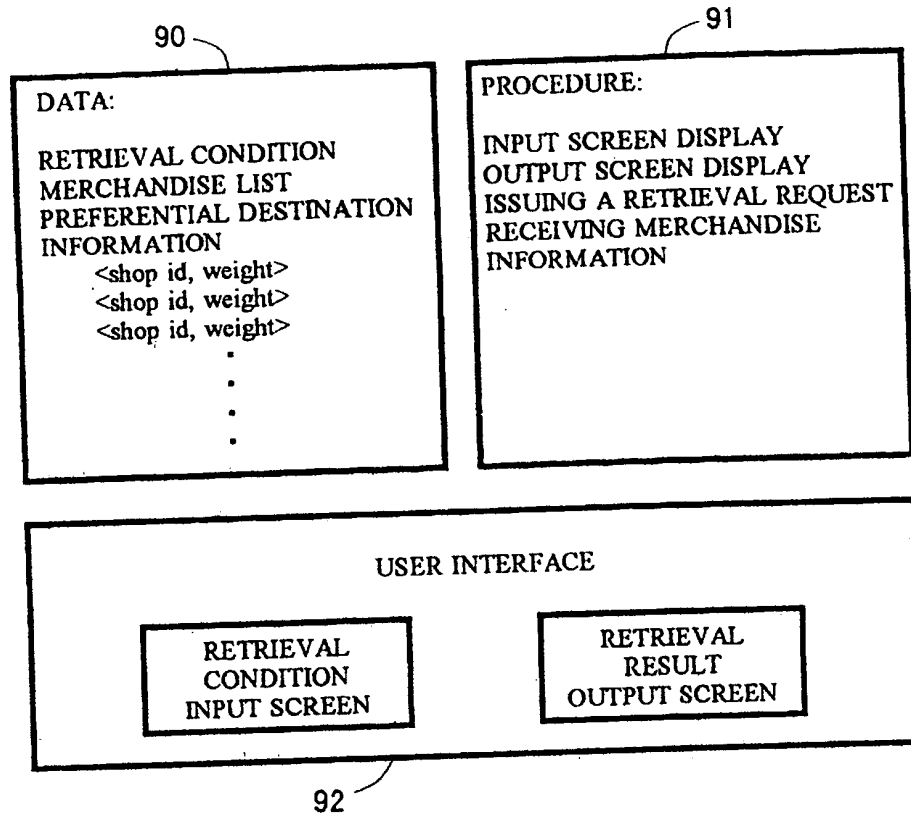 90
91
DATA:
RETRIEVAL CONDITION
MERCHANDISE LIST
PREFERENTIAL DESTINATION
INFORMATION
<shop id, weight>
<shop id, weight>
<shop id, weight>
PROCEDURE:
INPUT SCREEN DISPLAY
OUTPUT SCREEN DISPLAY
ISSUING A RETRIEVAL REQUEST
RECEIVING MERCHANDISE
INFORMATION
USER INTERFACE
RETRIEVAL
CONDITION
INPUT SCREEN
RETRIEVAL
RESULT
OUTPUT SCREEN
92